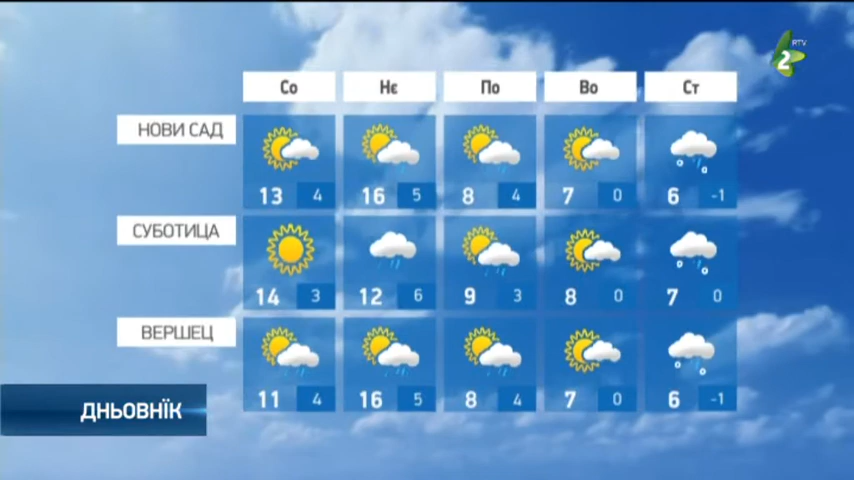 RTV
2
Со Нє По Во Ст
НОВИ САД
13 4 16 5 8 4 7 0 6 -1
СУБОТИЦА
14 3 12 6 9 3 8 0 7 0
ВЕРШЕЦ
11 4 16 5 8 4 7 0 6 -1
ДНЬОВНЇК